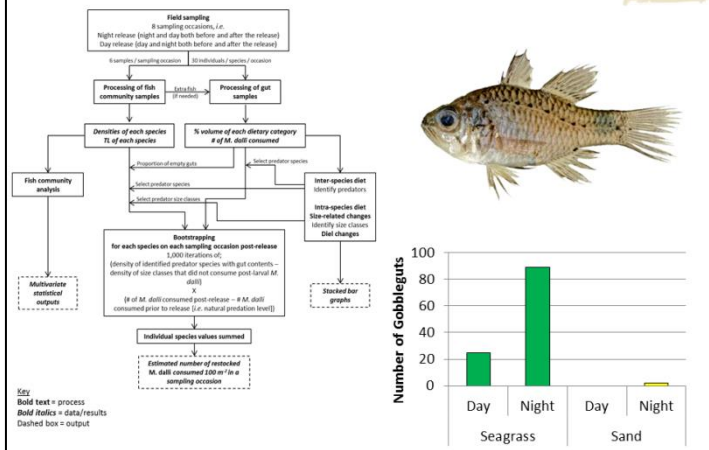 Field sampling
8 sampling occasions, i.e.
Night release (night and day both before and after the release)
Day release (day and night both before and after the release)
6 samples / sampling occasion
30 individuals / species / occasion
Processing of fish
community samples
Extra fish
(if needed)
Processing of gut
samples
Densities of each species
TL of each species
% volume of each dietary category
# of M. dalli consumed
Proportion of empty guts
Select predator species
Select predator species
Select predator size classes
Fish community
analysis
Inter-species diet
Identify predators
Intra-species diet
Size-related changes
Identify size classes
Diel changes
Bootstrapping
for each species on each sampling occasion post-release
1,000 iterations of;
(density of identified predator species with gut contents –
density of size classes that did not consume post-larval M.
dalli)
X
(# of M. dalli consumed post-release – # M. dalli
consumed prior to release [i.e. natural predation level])
Multivariate
statistical
outputs
Stacked bar
graphs
Individual species values summed
Estimated number of restocked
M. dalli consumed 100 m⁻² in a
sampling occasion
Key
Bold text = process
Bold italics = data/results
Dashed box = output
Number of Gobbleguts
100
80
60
40
20
0
Day Night Day Night
Seagrass Sand